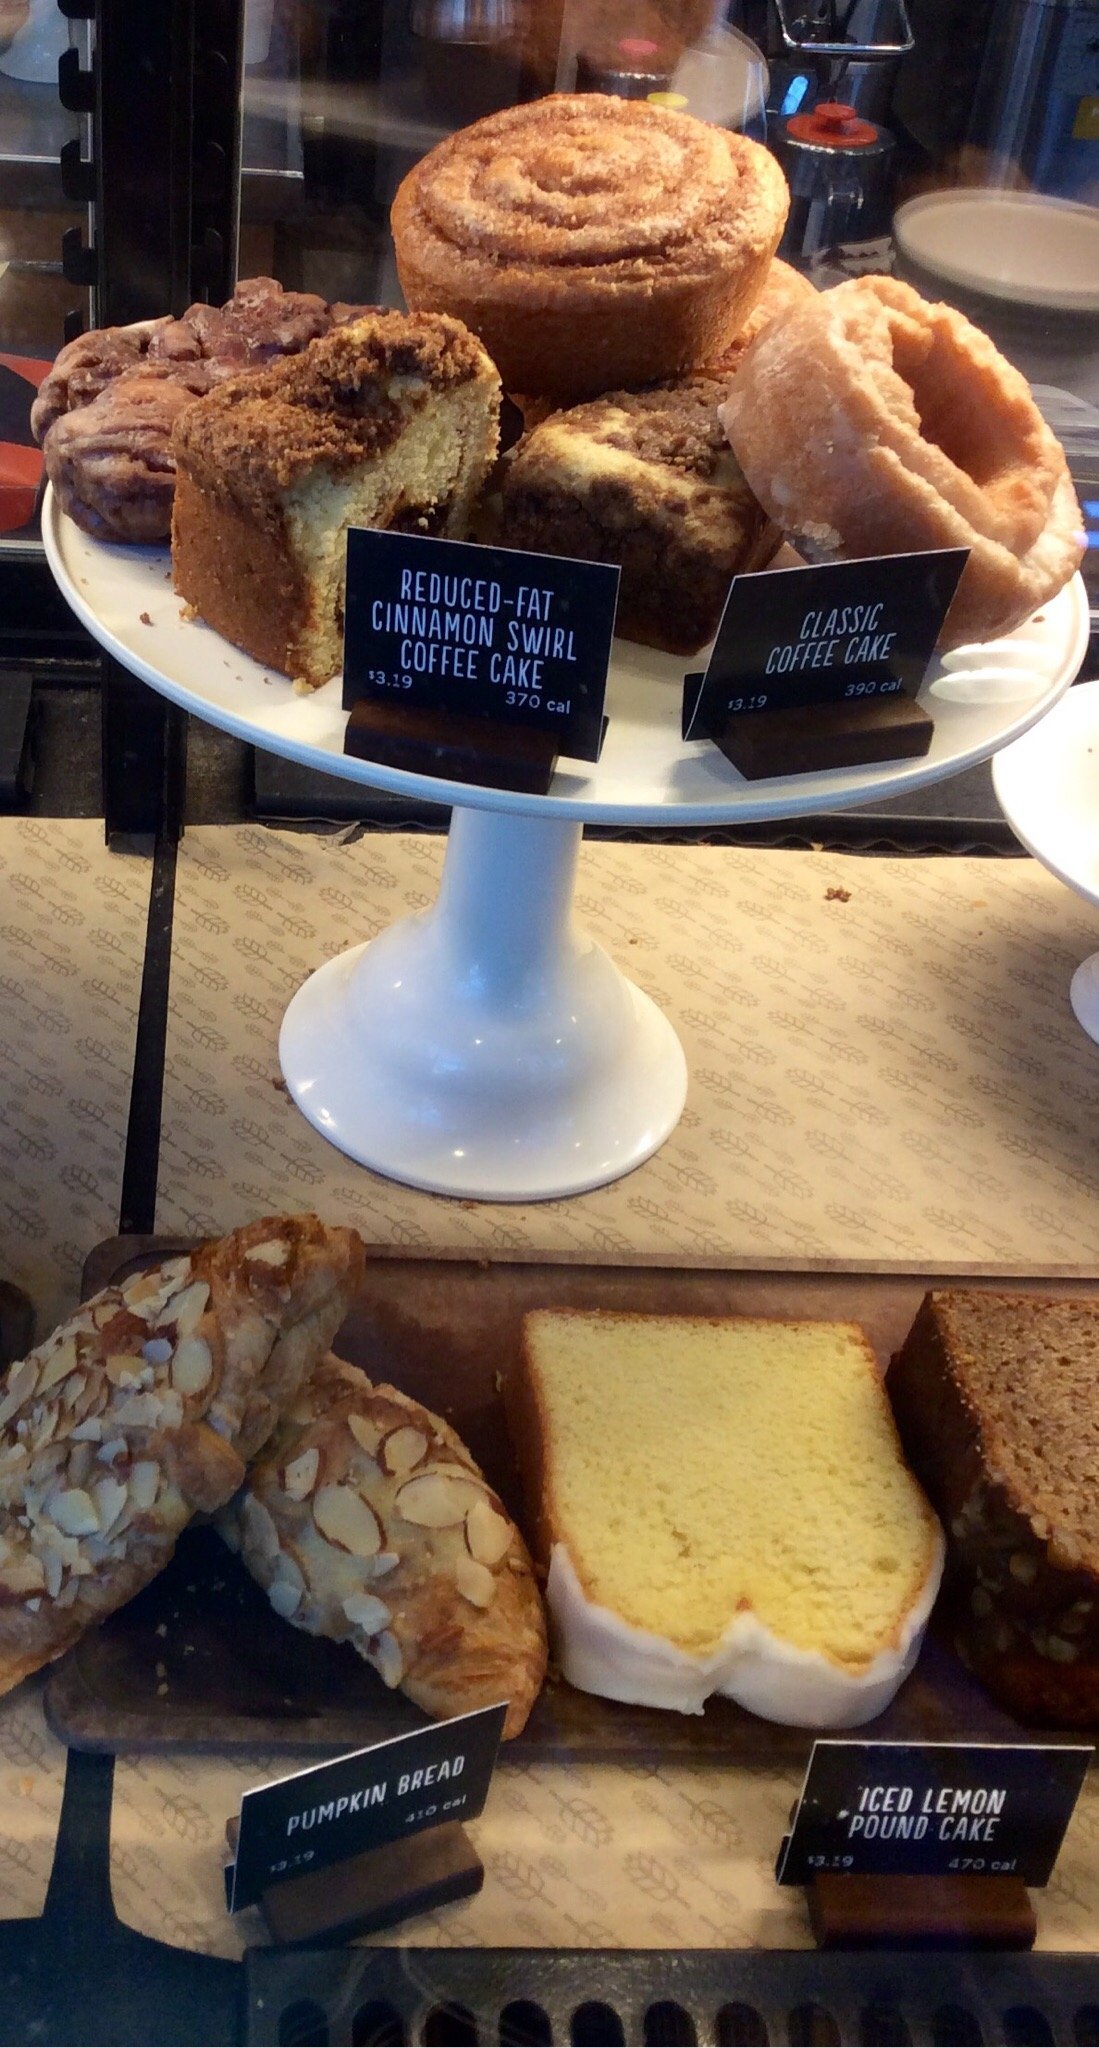 REDUCED-FAT
CINNAMON SWIRL
COFFEE CAKE
$3.19
370 cal
CLASSIC
COFFEE CAKE
$3.19
390 cal
PUMPKIN BREAD
$3.19
410 cal
ICED LEMON
POUND CAKE
$3.19
470 cal